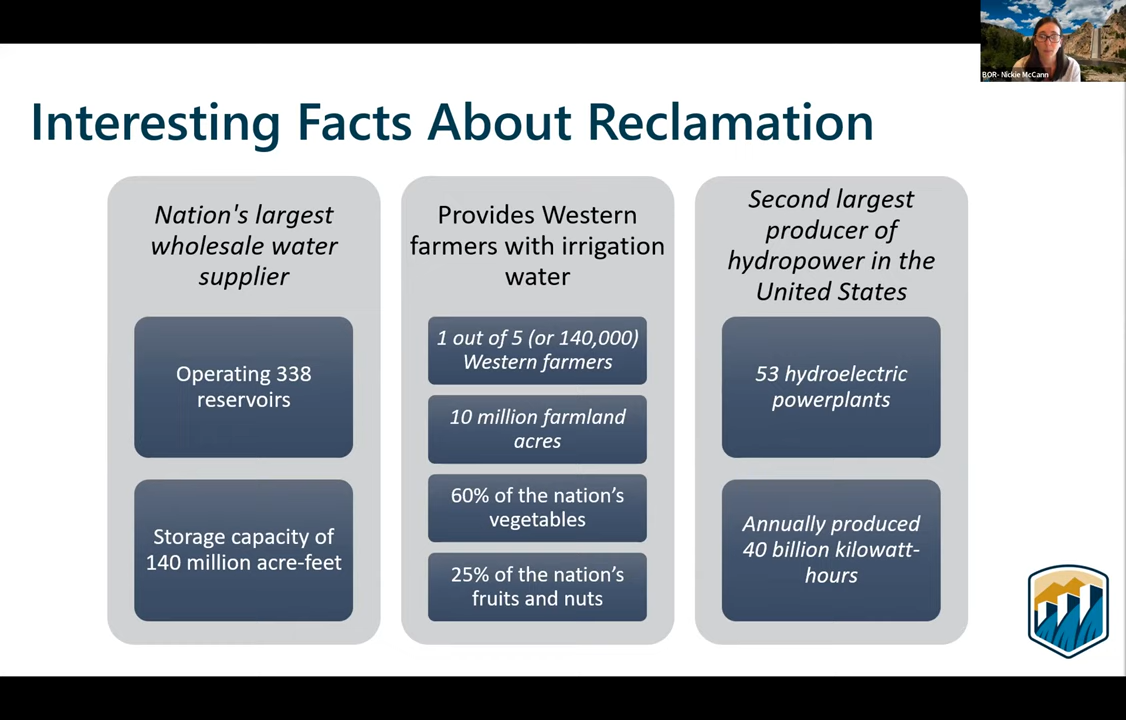 BOR- Nickie McCann
Interesting Facts About Reclamation
Nation's largest
wholesale water
supplier
Operating 338
reservoirs
Storage capacity of
140 million acre-feet
Provides Western
farmers with irrigation
water
1 out of 5 (or 140,000)
Western farmers
10 million farmland
acres
60% of the nation’s
vegetables
25% of the nation’s
fruits and nuts
Second largest
producer of
hydropower in the
United States
53 hydroelectric
powerplants
Annually produced
40 billion kilowatt-
hours